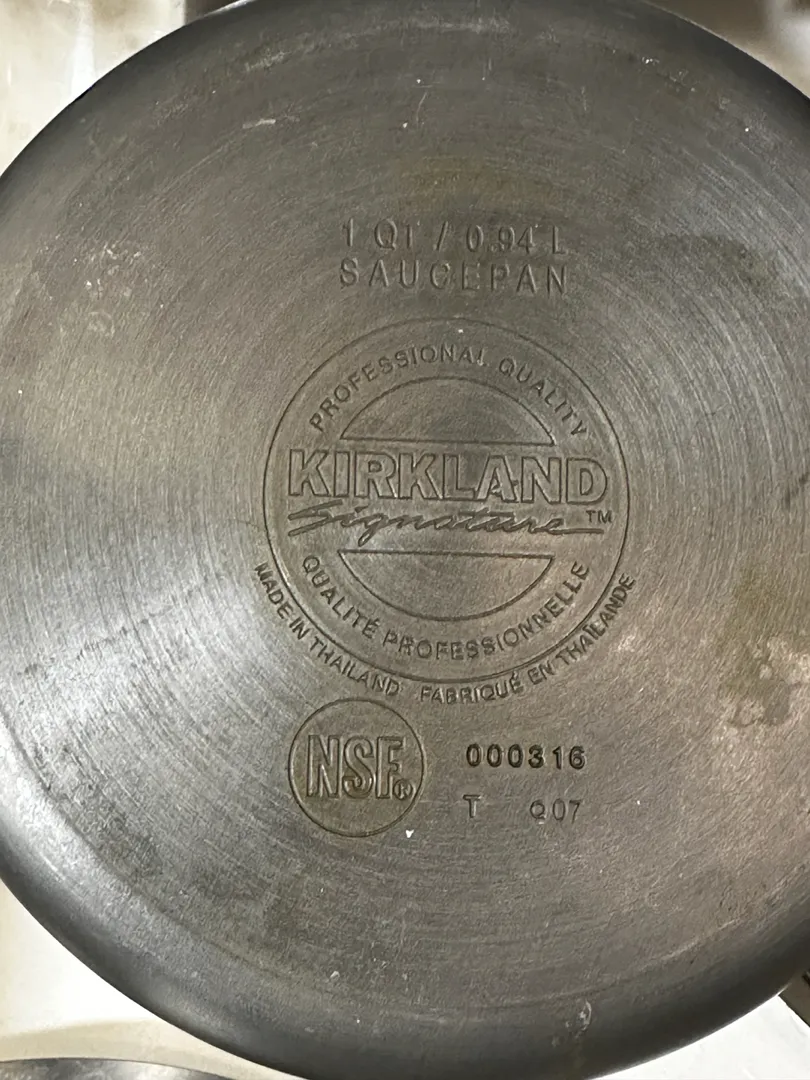 1 QT / 0.94 L
SAUCEPAN
PROFESSIONAL QUALITY
KIRKLAND
Signature™
QUALITÉ PROFESSIONNELLE
MADE IN THAILAND FABRIQUÉ EN THAÏLANDE
NSF®
000316
T Q07